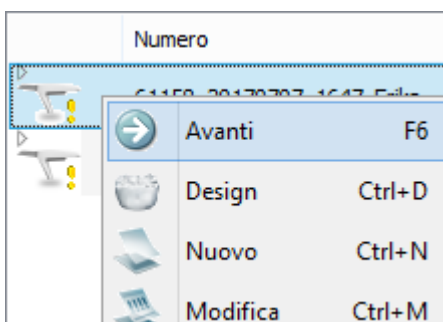 Numero
Avanti F6
Design Ctrl+D
Nuovo Ctrl+N
Modifica Ctrl+M